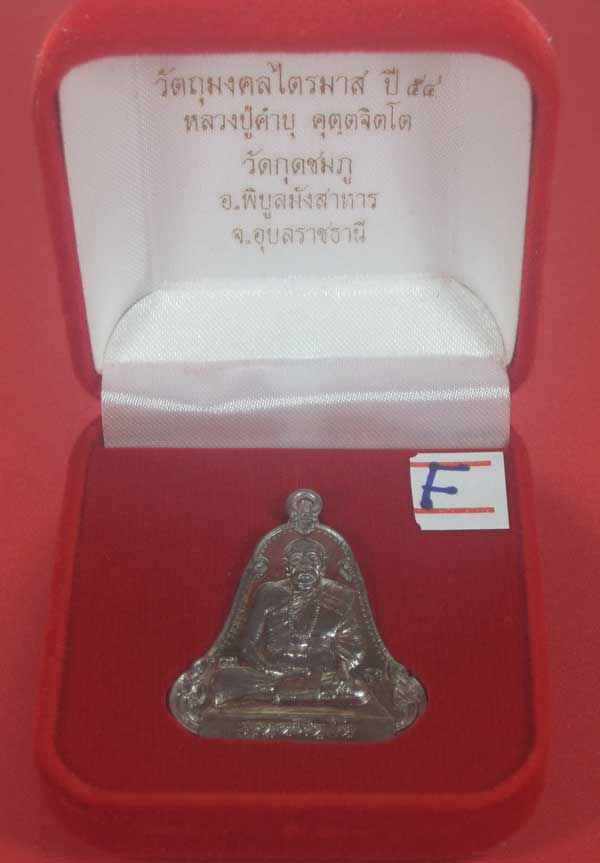 วัตถุมงคลไตรมาส ปี ๕๔
หลวงปู่คำบุ คุตฺตจิตโต
วัดกุดชมภู
อ.พิบูลมังสาหาร
จ.อุบลราชธานี
F